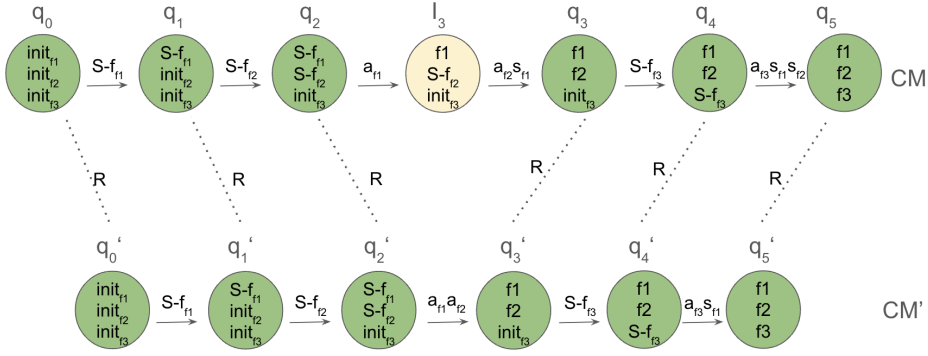 q0 q1 q2 I3 q3 q4 q5
initf1 S-ff1 S-ff1 f1 f1 f1 f1
initf2 initf2 S-ff2 S-ff2 f2 f2 f2
initf3 initf3 initf3 initf3 initf3 S-ff3 f3
S-ff1 S-ff2 af1 af2sf1 S-ff3 af3sf1sf2
CM
R R R R R R
q0‘ q1‘ q2‘ q3‘ q4‘ q5‘
initf1 S-ff1 S-ff1 f1 f1 f1
initf2 initf2 S-ff2 f2 f2 f2
initf3 initf3 initf3 initf3 S-ff3 f3
S-ff1 S-ff2 af1af2 S-ff3 af3sf1
CM'